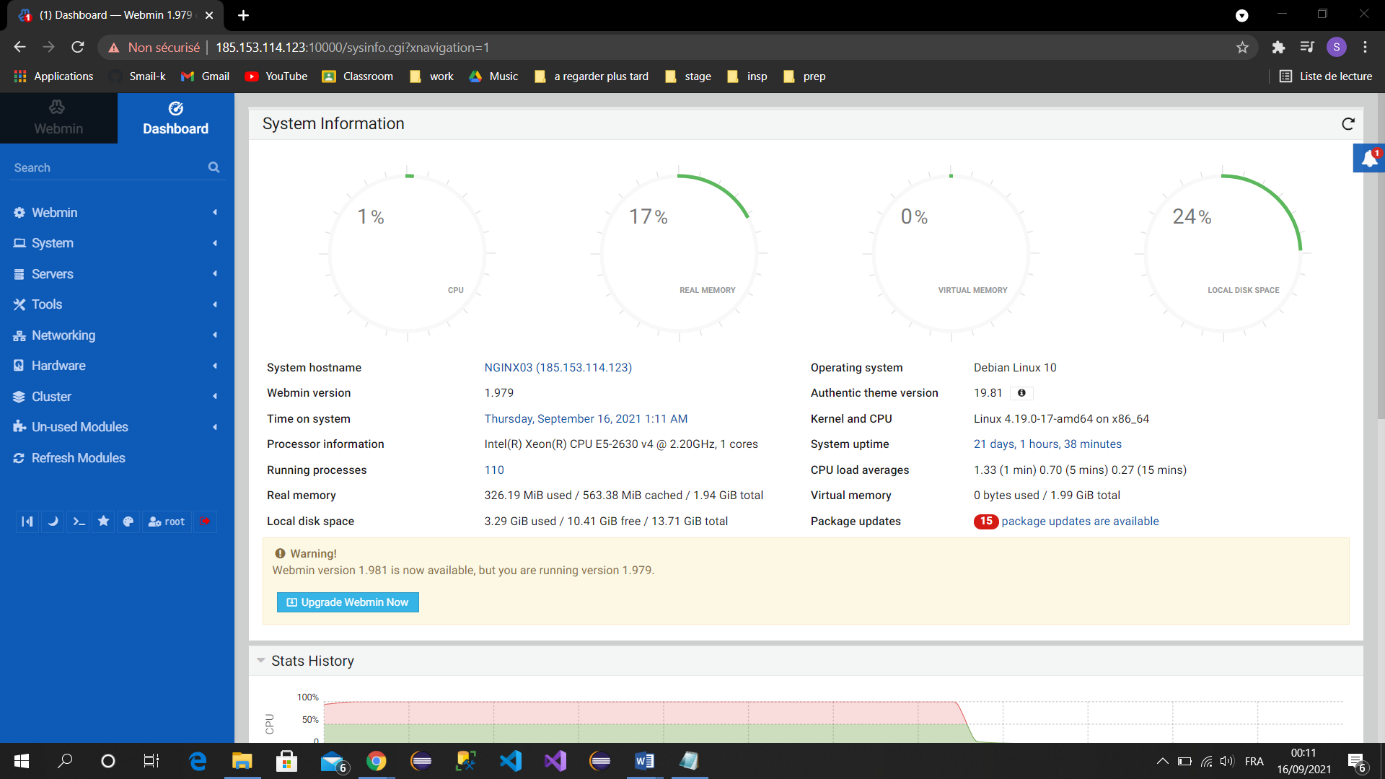 (1) Dashboard — Webmin 1.979
Non sécurisé | 185.153.114.123:10000/sysinfo.cgi?xnavigation=1
S
Applications Smail-k Gmail YouTube Classroom work Music a regarder plus tard stage insp prep Liste de lecture
Webmin Dashboard
Search
Webmin
System
Servers
Tools
Networking
Hardware
Cluster
Un-used Modules
Refresh Modules
root
System Information
1
1% 17% 0% 24%
CPU REAL MEMORY VIRTUAL MEMORY LOCAL DISK SPACE
System hostname NGINX03 (185.153.114.123) Operating system Debian Linux 10
Webmin version 1.979 Authentic theme version 19.81
Time on system Thursday, September 16, 2021 1:11 AM Kernel and CPU Linux 4.19.0-17-amd64 on x86_64
Processor information Intel(R) Xeon(R) CPU E5-2630 v4 @ 2.20GHz, 1 cores System uptime 21 days, 1 hours, 38 minutes
Running processes 110 CPU load averages 1.33 (1 min) 0.70 (5 mins) 0.27 (15 mins)
Real memory 326.19 MiB used / 563.38 MiB cached / 1.94 GiB total Virtual memory 0 bytes used / 1.99 GiB total
Local disk space 3.29 GiB used / 10.41 GiB free / 13.71 GiB total Package updates 15 package updates are available
Warning!
Webmin version 1.981 is now available, but you are running version 1.979.
Upgrade Webmin Now
Stats History
100%
50%
0
CPU
6
FRA
00:11
16/09/2021
6